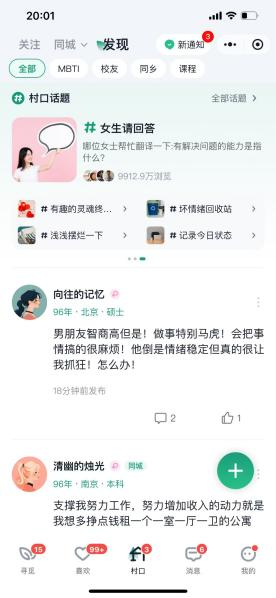 20:01
关注 同城 发现 新通知 3
全部 MBTI 校友 同乡 课程
# 村口话题 全部话题 >
# 女生请回答
哪位女士帮忙翻译一下:有解决问题的能力是指什么?
9912.9万浏览
# 有趣的灵魂终... >
# 坏情绪回收站 >
# 浅浅摆烂一下 >
# 记录今日状态 >
向往的记忆
96年·北京·硕士
男朋友智商高但是！做事特别马虎！会把事
情搞的很麻烦！他倒是情绪稳定但真的很让
我抓狂！怎么办！
18分钟前发布
2 1
清幽的烛光 同城
96年·南京·本科
支撑我努力工作，努力增加收入的动力就是
我想多挣点钱租一个一室一厅一卫的公寓
15 99+ 3 6
寻觅 喜欢 村口 消息 我的